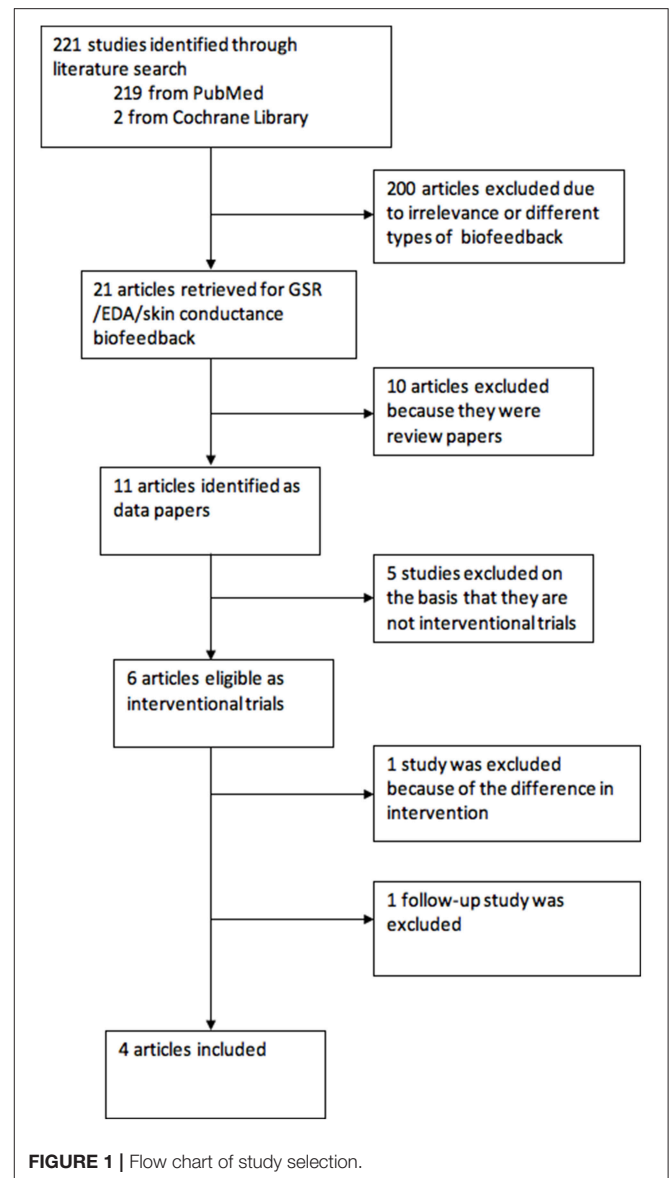 221 studies identified through
literature search
219 from PubMed
2 from Cochrane Library
200 articles excluded due
to irrelevance or different
types of biofeedback
21 articles retrieved for GSR
/EDA/skin conductance
biofeedback
10 articles excluded
because they were
review papers
11 articles identified as
data papers
5 studies excluded on
the basis that they are
not interventional trials
6 articles eligible as
interventional trials
1 study was excluded
because of the difference in
intervention
1 follow-up study was
excluded
4 articles included
FIGURE 1 | Flow chart of study selection.